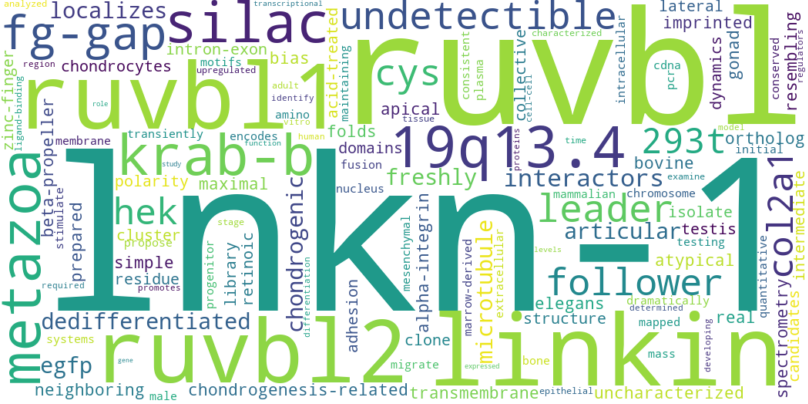 analyzed
localizes
silac
transcriptional
undetectible
lateral
imprinted
cdna
pcrna
dynamics
gonad
conserved
resembling
regulators
fg-gap
intron-exon
bias
acid-treated
maintaining
consistent
plasma
characterized
collective
cell-cell
intracellular
region
chondrocytes
motifs
upregulated
adult
identify
cys
zinc-finger
ligand-binding
ruvbl1
ruvbl
role
amino
vitro
apical
tissue
time
proteins
model
beta-propeller
membrane
transiently
encodes
human
function
folds
domains
19q13.4
293t
ortholog
initial
krab-b
study
fusion
interactors
bovine
mammalian
chromosome
examine
metazoa
stimulate
prepared
polarity
maximal
nucleus
freshly
lnkn-1
leader
isolate
testis
col2a1
intermediate
hek
cluster
propose
stage
chondrogenic
progenitor
library
retinoic
differentiation
mesenchymal
alpha-integrin
marrow-derived
microtubule
extracellular
articular
testing
atypical
quantitative
simple
residue
required
promotes
adhesion
follower
levels
dramatically
determined
real
elegans
structure
mapped
mass
developing
spectrometry
candidates
dedifferentiated
systems
egfp
gene
ruvbl2
clone
migrate
linkin
bone
expressed
neighboring
male
chondrogenesis-related
transmembrane
epithelial
uncharacterized